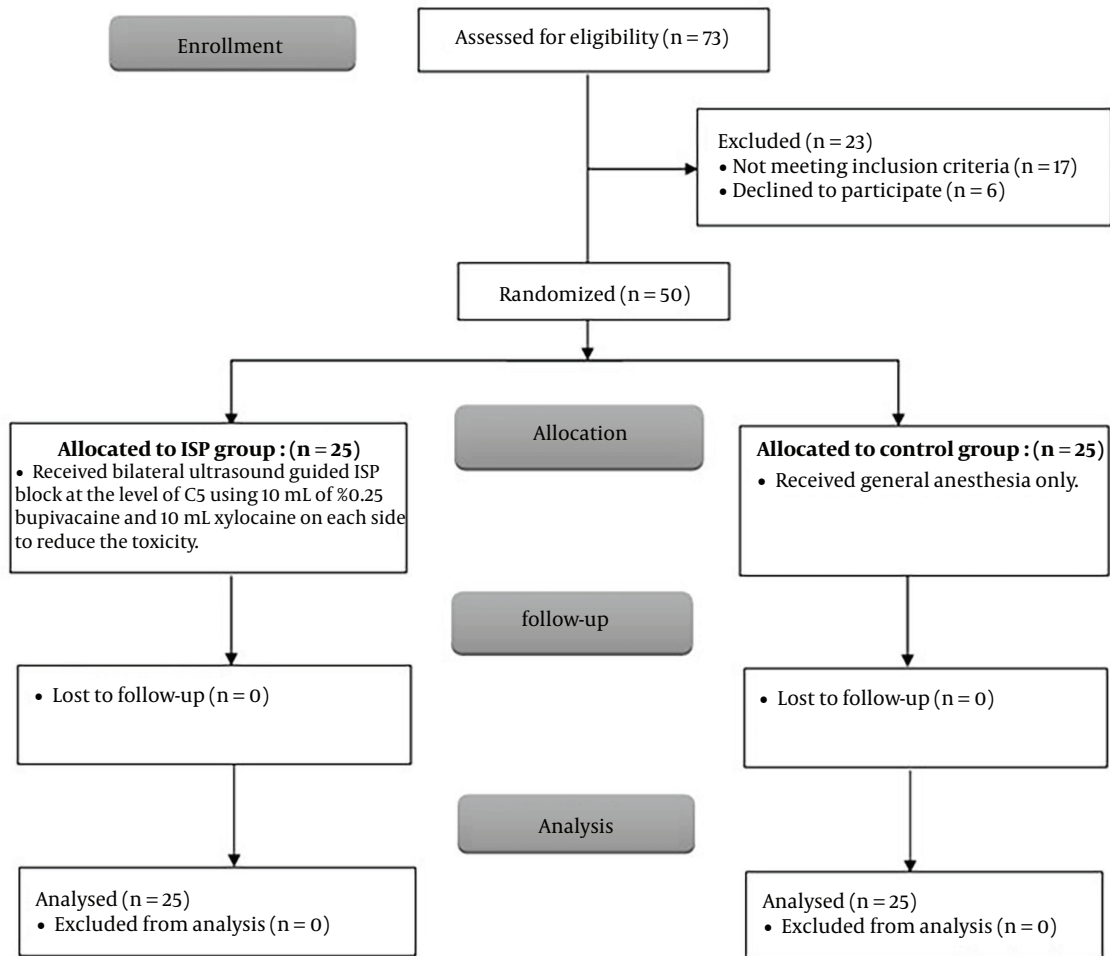 Enrollment
Assessed for eligibility (n = 73)
Excluded (n = 23)
• Not meeting inclusion criteria (n = 17)
• Declined to participate (n = 6)
Randomized (n = 50)
Allocation
Allocated to ISP group : (n = 25)
• Received bilateral ultrasound guided ISP
block at the level of C5 using 10 mL of %0.25
bupivacaine and 10 mL xylocaine on each side
to reduce the toxicity.
Allocated to control group : (n = 25)
• Received general anesthesia only.
follow-up
• Lost to follow-up (n = 0)
• Lost to follow-up (n = 0)
Analysis
Analysed (n = 25)
• Excluded from analysis (n = 0)
Analysed (n = 25)
• Excluded from analysis (n = 0)